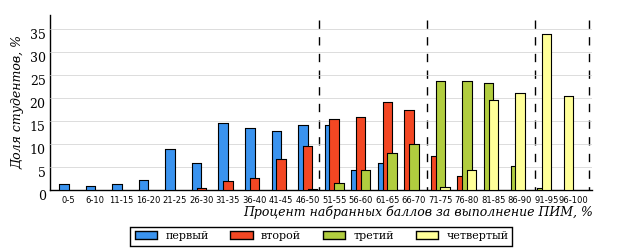 Доля студентов, %
35
30
25
20
15
10
5
0
0-5 6-10 11-15 16-20 21-25 26-30 31-35 36-40 41-45 46-50 51-55 56-60 61-65 66-70 71-75 76-80 81-85 86-90 91-95 96-100
Процент набранных баллов за выполнение ПИМ, %
первый второй третий четвертый